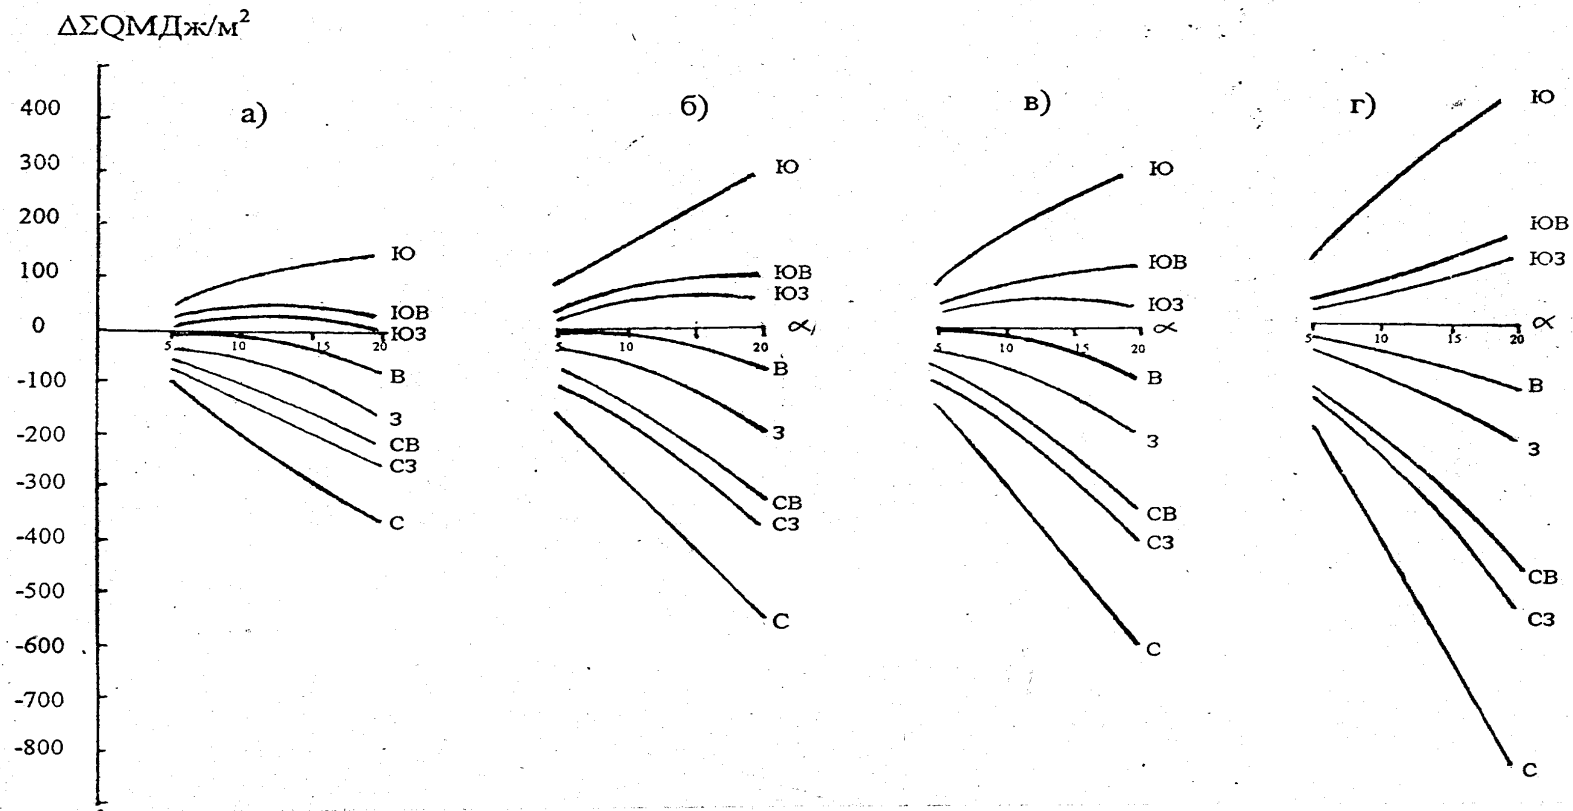 ΔΣQМДж/м²
а)
б)
в)
г)
400
300
200
100
0
-100
-200
-300
-400
-500
-600
-700
-800
Ю
ЮВ
ЮЗ
5
10
15
20
В
З
СВ
СЗ
С
Ю
ЮВ
ЮЗ
α
5
10
20
В
З
СВ
СЗ
С
Ю
ЮВ
ЮЗ
α
5
10
15
20
В
З
СВ
СЗ
С
Ю
ЮВ
ЮЗ
α
5
10
15
20
В
З
СВ
СЗ
С